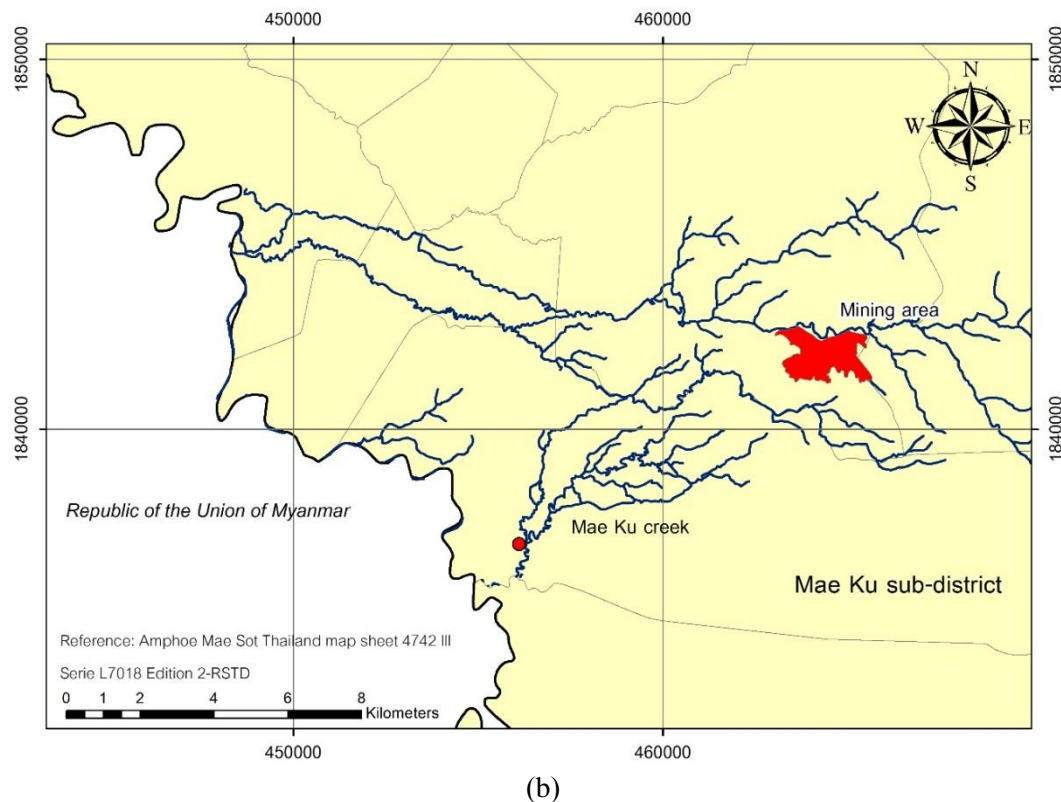 450000
460000
1850000
1850000
N
W
E
S
Mining area
1840000
1840000
Republic of the Union of Myanmar
Mae Ku creek
Mae Ku sub-district
Reference: Amphoe Mae Sot Thailand map sheet 4742 III
Serie L7018 Edition 2-RSTD
0 1 2 4 6 8
Kilometers
450000
460000
(b)